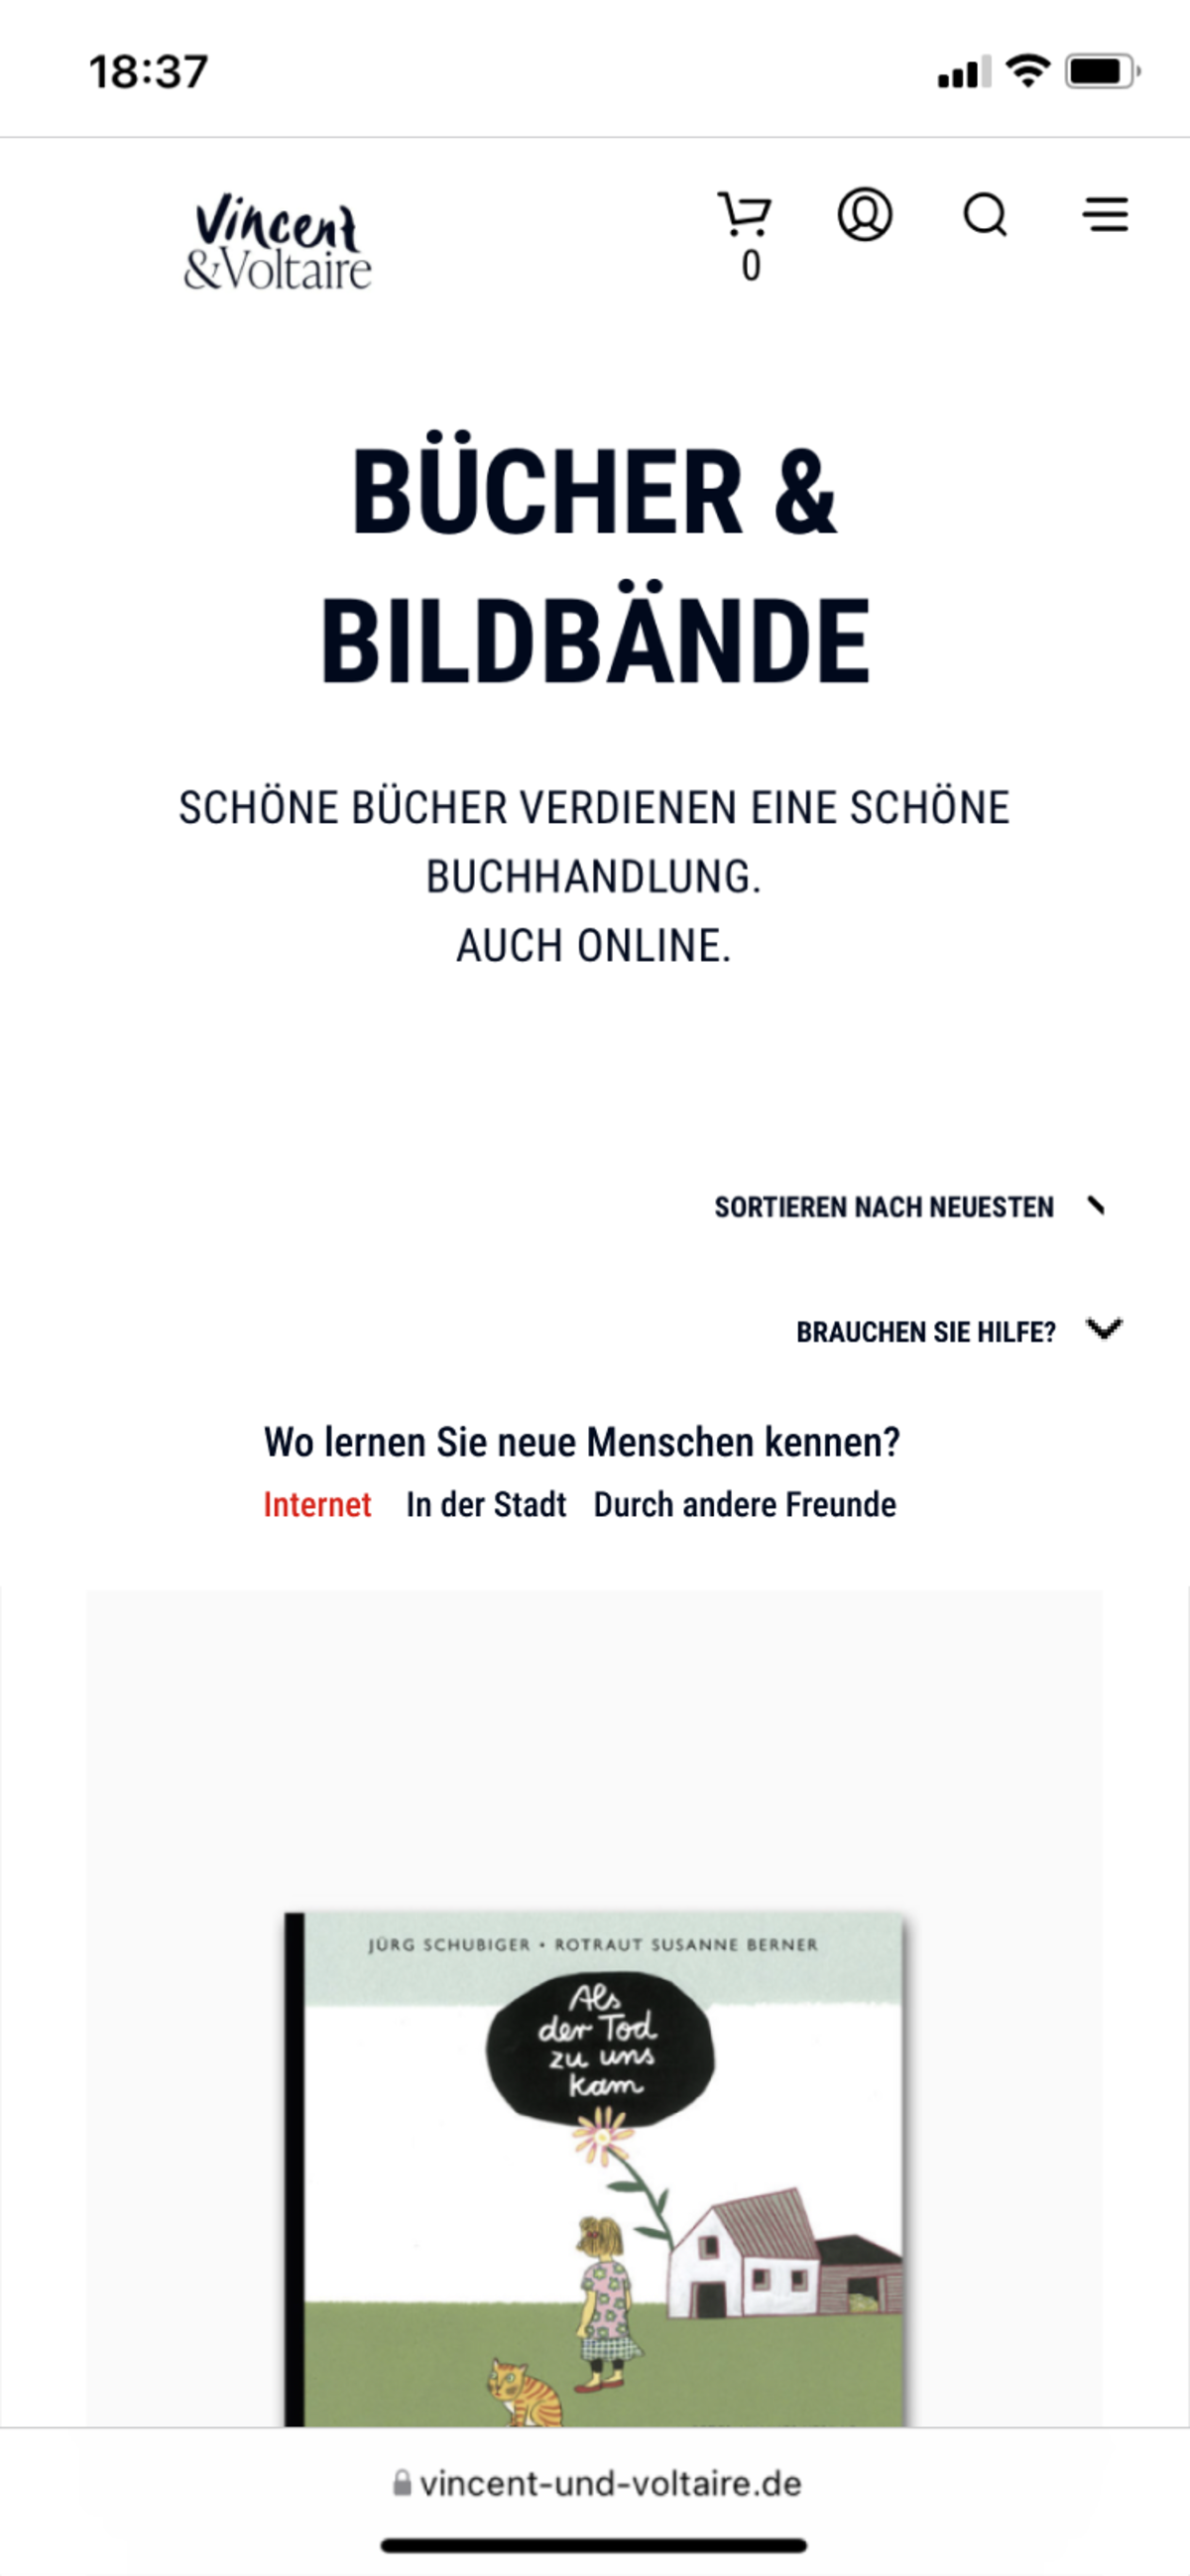 18:37
Vincent
&Voltaire
0
BÜCHER &
BILDBÄNDE
SCHÖNE BÜCHER VERDIENEN EINE SCHÖNE
BUCHHANDLUNG.
AUCH ONLINE.
SORTIEREN NACH NEUESTEN
BRAUCHEN SIE HILFE?
Wo lernen Sie neue Menschen kennen?
Internet In der Stadt Durch andere Freunde
JÜRG SCHUBIGER • ROTRAUT SUSANNE BERNER
Als
der Tod
zu uns
kam
vincent-und-voltaire.de